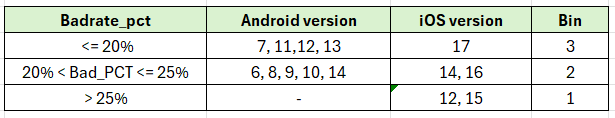 Badrate_pct Android version iOS version Bin
<= 20% 7, 11,12, 13 17 3
20% < Bad_PCT <= 25% 6, 8, 9, 10, 14 14, 16 2
> 25% - 12, 15 1